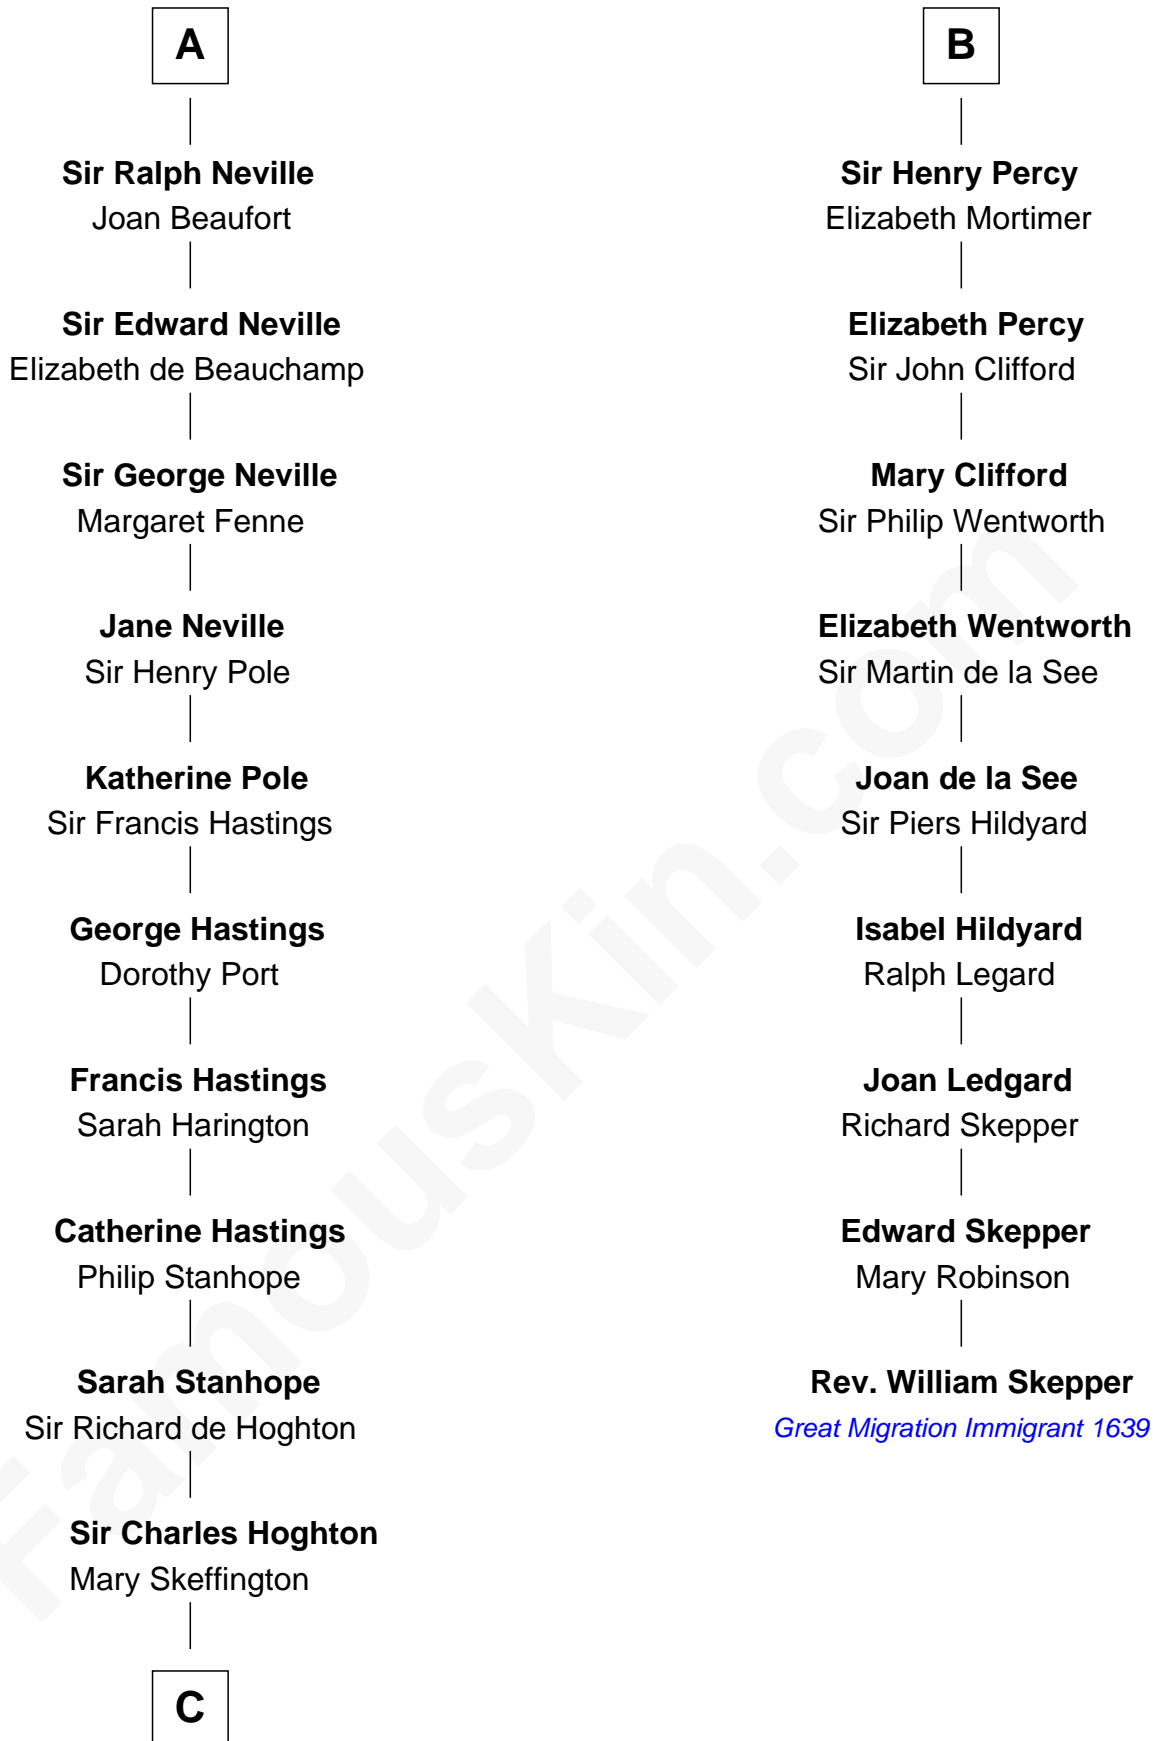 A
Sir Ralph Neville
Joan Beaufort
Sir Edward Neville
Elizabeth de Beauchamp
Sir George Neville
Margaret Fenne
Jane Neville
Sir Henry Pole
Katherine Pole
Sir Francis Hastings
George Hastings
Dorothy Port
Francis Hastings
Sarah Harington
Catherine Hastings
Philip Stanhope
Sarah Stanhope
Sir Richard de Hoghton
Sir Charles Hoghton
Mary Skeffington
C
B
Sir Henry Percy
Elizabeth Mortimer
Elizabeth Percy
Sir John Clifford
Mary Clifford
Sir Philip Wentworth
Elizabeth Wentworth
Sir Martin de la See
Joan de la See
Sir Piers Hildyard
Isabel Hildyard
Ralph Legard
Joan Ledgard
Richard Skepper
Edward Skepper
Mary Robinson
Rev. William Skepper
Great Migration Immigrant 1639
FamousKin.com